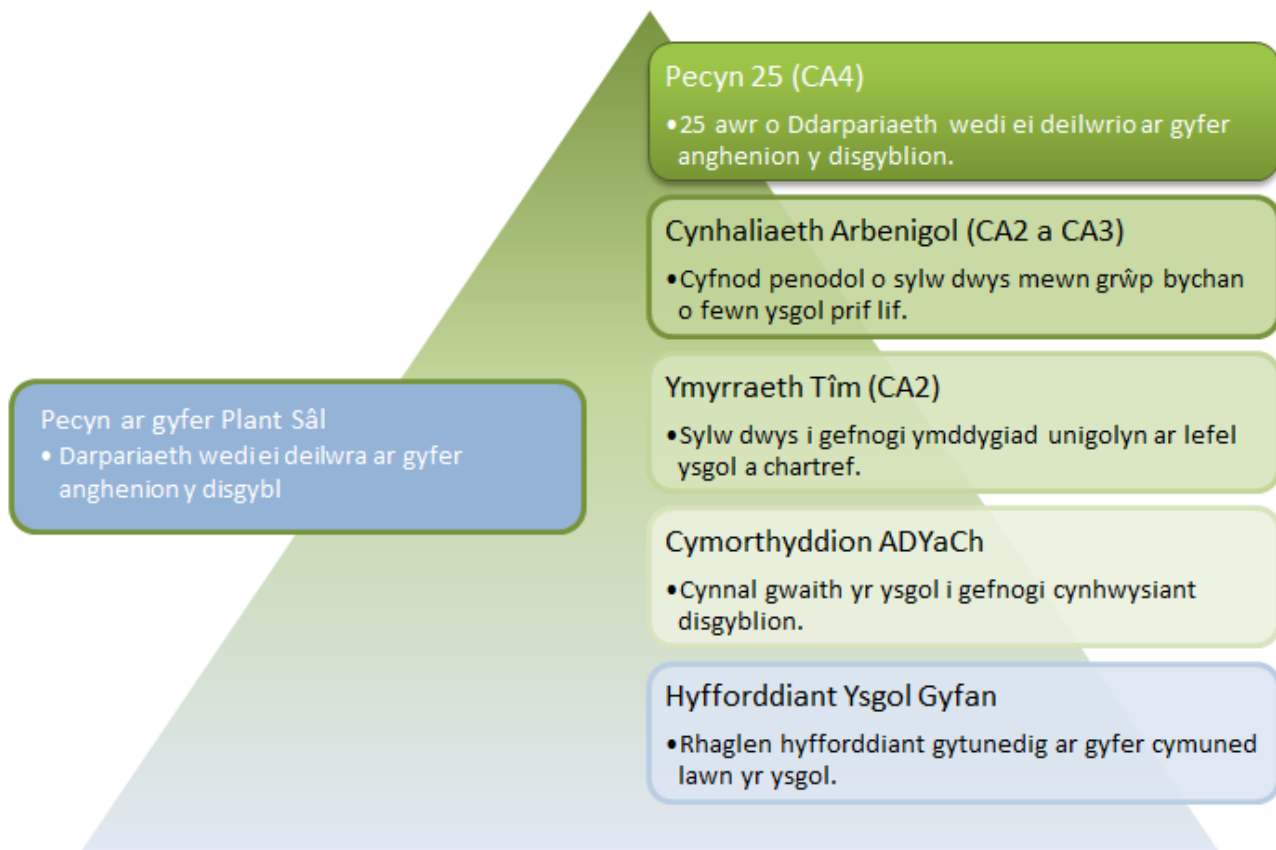 Pecyn 25 (CA4)
•25 awr o Ddarpariaeth wedi ei deilwrio ar gyfer
anghenion y disgyblion.
Cynhaliaeth Arbenigol (CA2 a CA3)
•Cyfnod penodol o sylw dwys mewn grŵp bychan
o fewn ysgol prif lif.
Ymyrraeth Tîm (CA2)
•Sylw dwys i gefnogi ymddygiad unigolyn ar lefel
ysgol a chartref.
Pecyn ar gyfer Plant Sâl
• Darpariaeth wedi ei deilwra ar gyfer
anghenion y disgybl
Cymorthyddion ADYaCh
•Cynnal gwaith yr ysgol i gefnogi cynhwysiant
disgyblion.
Hyfforddiant Ysgol Gyfan
•Rhaglen hyfforddiant gytunedig ar gyfer cymuned
lawn yr ysgol.